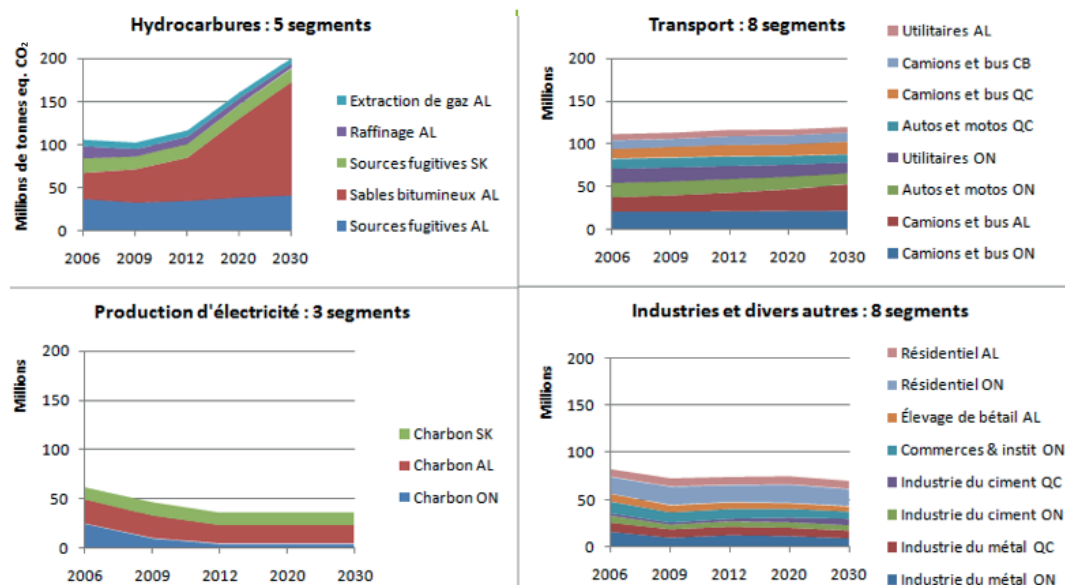 Hydrocarbures : 5 segments
Millions de tonnes eq. CO₂
200
150
100
50
0
2006 2009 2012 2020 2030
Extraction de gaz AL
Raffinage AL
Sources fugitives SK
Sables bitumineux AL
Sources fugitives AL
Transport : 8 segments
Millions
200
150
100
50
0
2006 2009 2012 2020 2030
Utilitaires AL
Camions et bus CB
Camions et bus QC
Autos et motos QC
Utilitaires ON
Autos et motos ON
Camions et bus AL
Camions et bus ON
Production d'électricité : 3 segments
Millions
200
150
100
50
0
2006 2009 2012 2020 2030
Charbon SK
Charbon AL
Charbon ON
Industries et divers autres : 8 segments
Millions
200
150
100
50
0
2006 2009 2012 2020 2030
Résidentiel AL
Résidentiel ON
Élevage de bétail AL
Commerces & instit ON
Industrie du ciment QC
Industrie du ciment ON
Industrie du métal QC
Industrie du métal ON